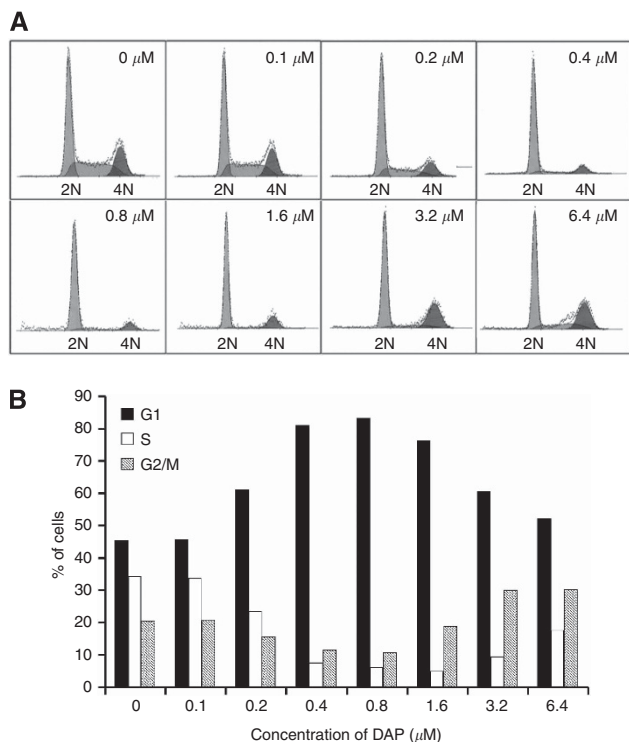 A
0 μM
0.1 μM
0.2 μM
0.4 μM
2N 4N
2N 4N
2N 4N
2N 4N
0.8 μM
1.6 μM
3.2 μM
6.4 μM
2N 4N
2N 4N
2N 4N
2N 4N
B
% of cells
90
80
70
60
50
40
30
20
10
0
G1
S
G2/M
0 0.1 0.2 0.4 0.8 1.6 3.2 6.4
Concentration of DAP (μM)